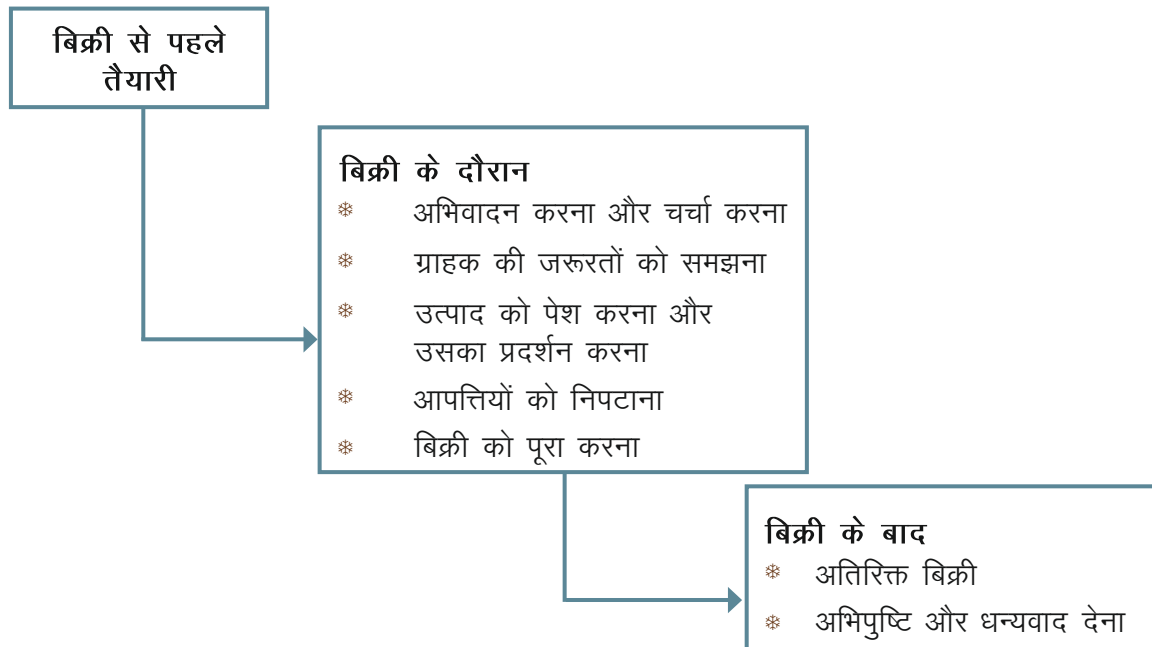 बिक्री से पहले
तैयारी
बिक्री के दौरान
❄ अभिवादन करना और चर्चा करना
❄ ग्राहक की जरूरतों को समझना
❄ उत्पाद को पेश करना और
उसका प्रदर्शन करना
❄ आपत्तियों को निपटाना
❄ बिक्री को पूरा करना
बिक्री के बाद
❄ अतिरिक्त बिक्री
❄ अभिपुष्टि और धन्यवाद देना